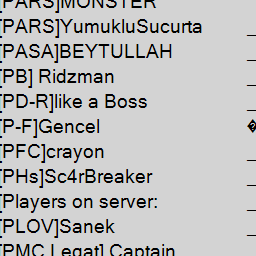 [PARS]MONSTER
[PARS]YumukluSucurta _
[PASA]BEYTULLAH _
[PB] Ridzman _
[PD-R]like a Boss _
[P-F]Gencel �
[PFC]crayon _
[PHs]Sc4rBreaker _
[Players on server: _
[PLOV]Sanek _
[PMC Legat] Captain